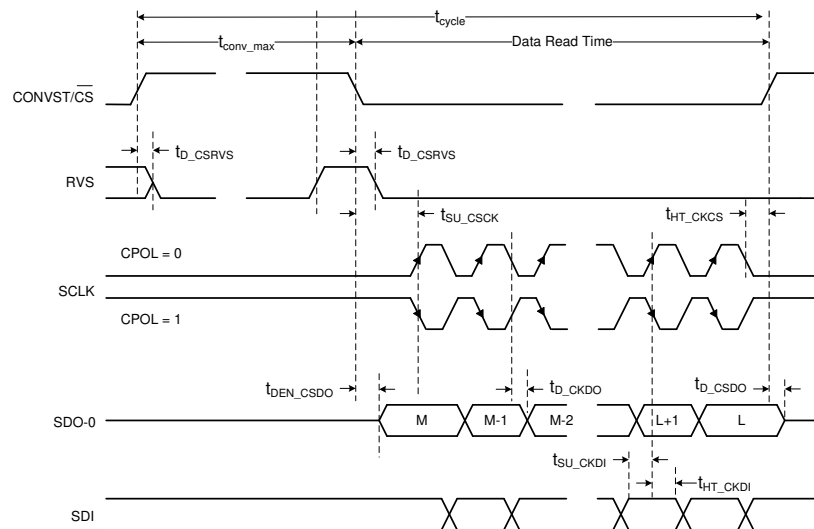 tcycle
tconv_max
Data Read Time
CONVST/CS
tD_CSRVS
tD_CSRVS
RVS
tSU_CSCK
tHT_CKCS
CPOL = 0
SCLK
CPOL = 1
tDEN_CSDO
tD_CKDO
tD_CSDO
SDO-0
M
M-1
M-2
L+1
L
tSU_CKDI
tHT_CKDI
SDI